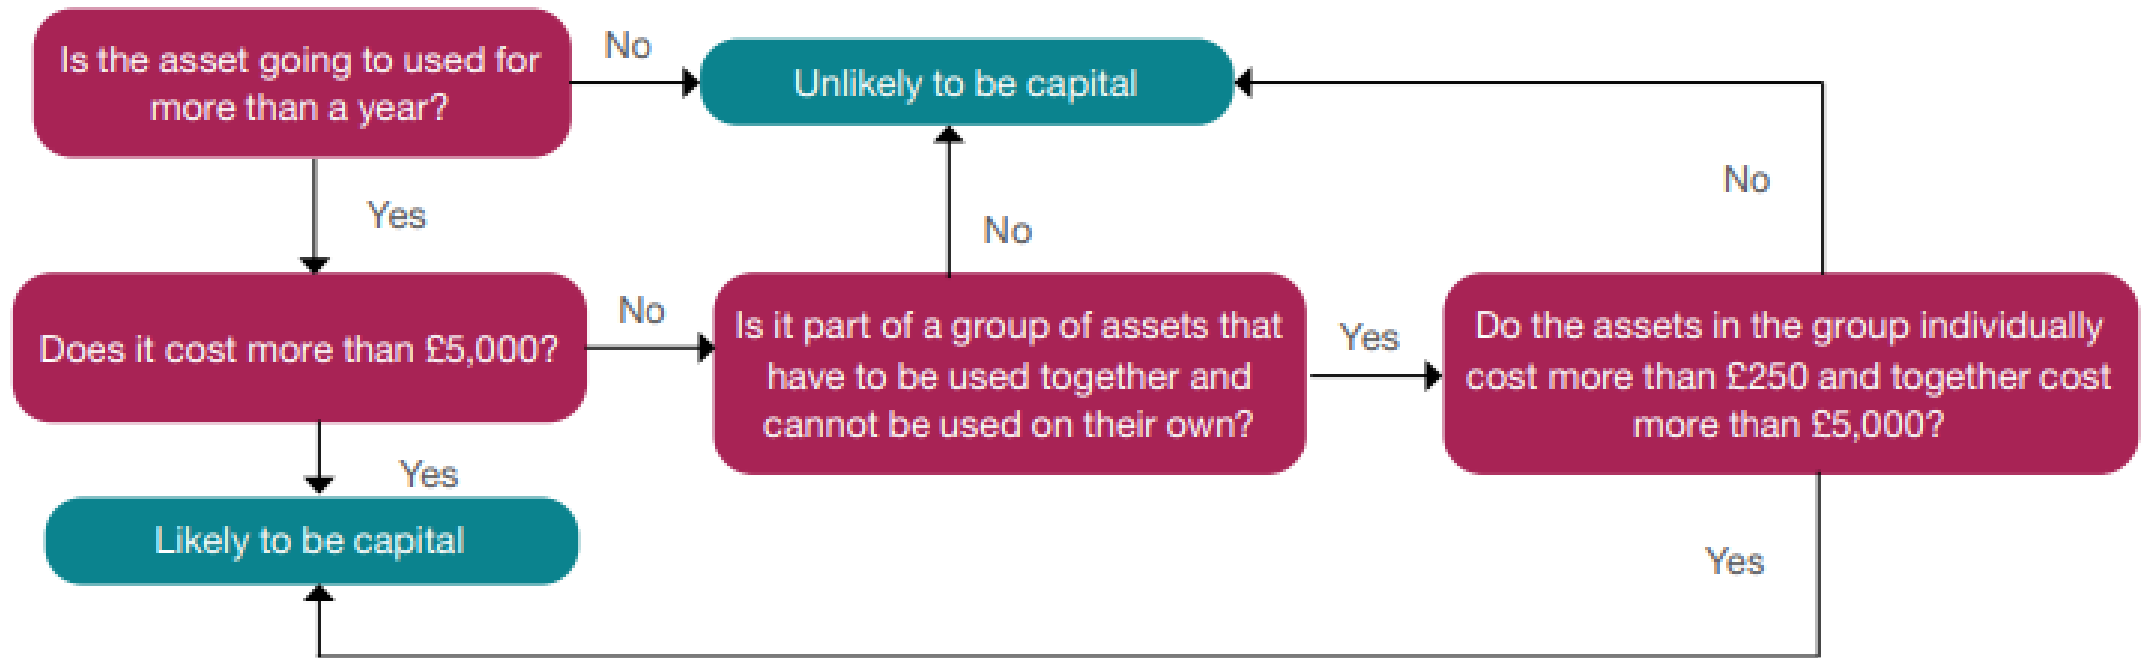 Is the asset going to used for
more than a year?
No
Unlikely to be capital
No
Yes
No
Does it cost more than £5,000?
No
Is it part of a group of assets that
have to be used together and
cannot be used on their own?
Yes
Do the assets in the group individually
cost more than £250 and together cost
more than £5,000?
Yes
Likely to be capital
Yes